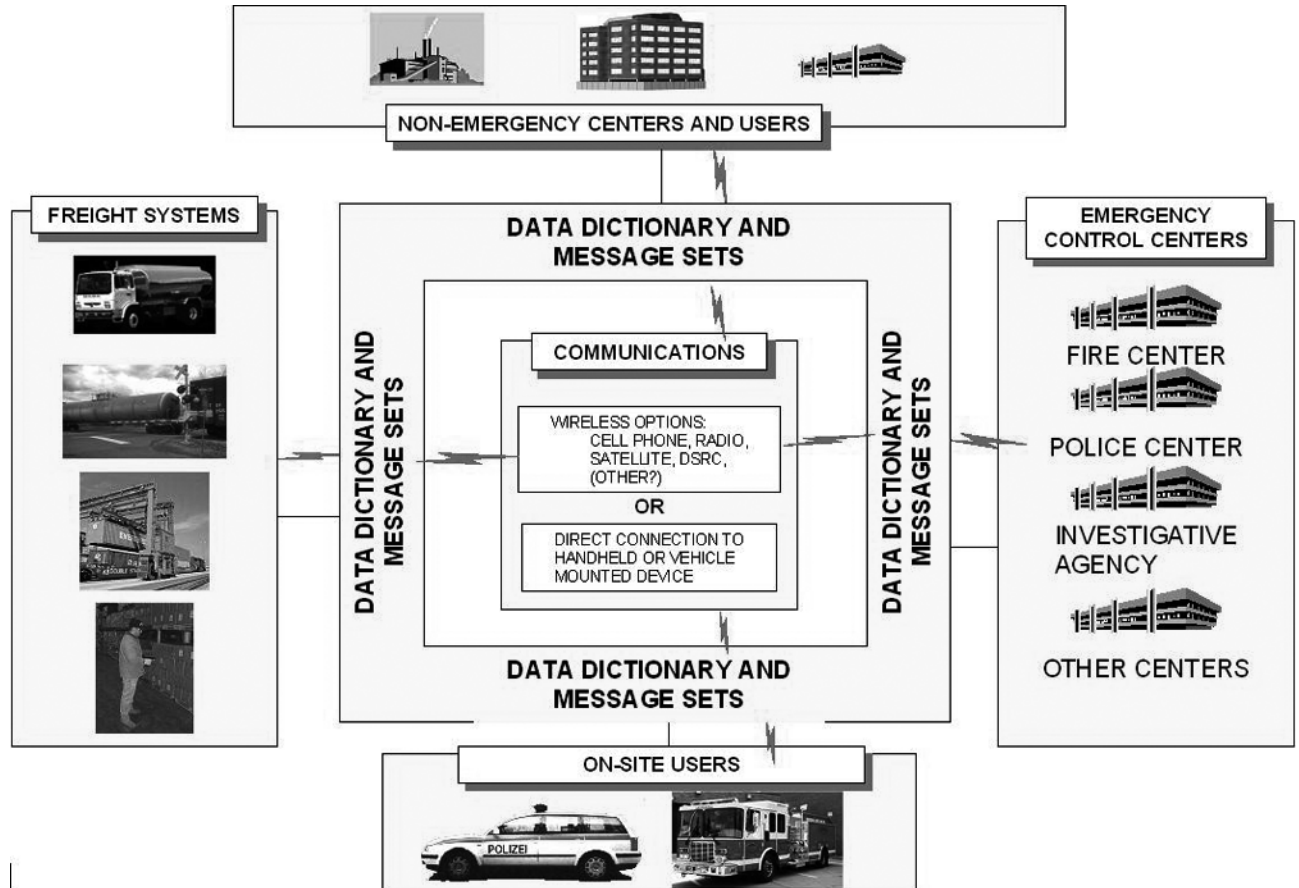 NON-EMERGENCY CENTERS AND USERS
FREIGHT SYSTEMS
DATA DICTIONARY AND
MESSAGE SETS
DATA DICTIONARY AND
MESSAGE SETS
COMMUNICATIONS
WIRELESS OPTIONS:
CELL PHONE, RADIO,
SATELLITE, DSRC,
(OTHER?)
OR
DIRECT CONNECTION TO
HANDHELD OR VEHICLE
MOUNTED DEVICE
DATA DICTIONARY AND
MESSAGE SETS
DATA DICTIONARY AND
MESSAGE SETS
EMERGENCY
CONTROL CENTERS
FIRE CENTER
POLICE CENTER
INVESTIGATIVE
AGENCY
OTHER CENTERS
ON-SITE USERS
POLIZEI